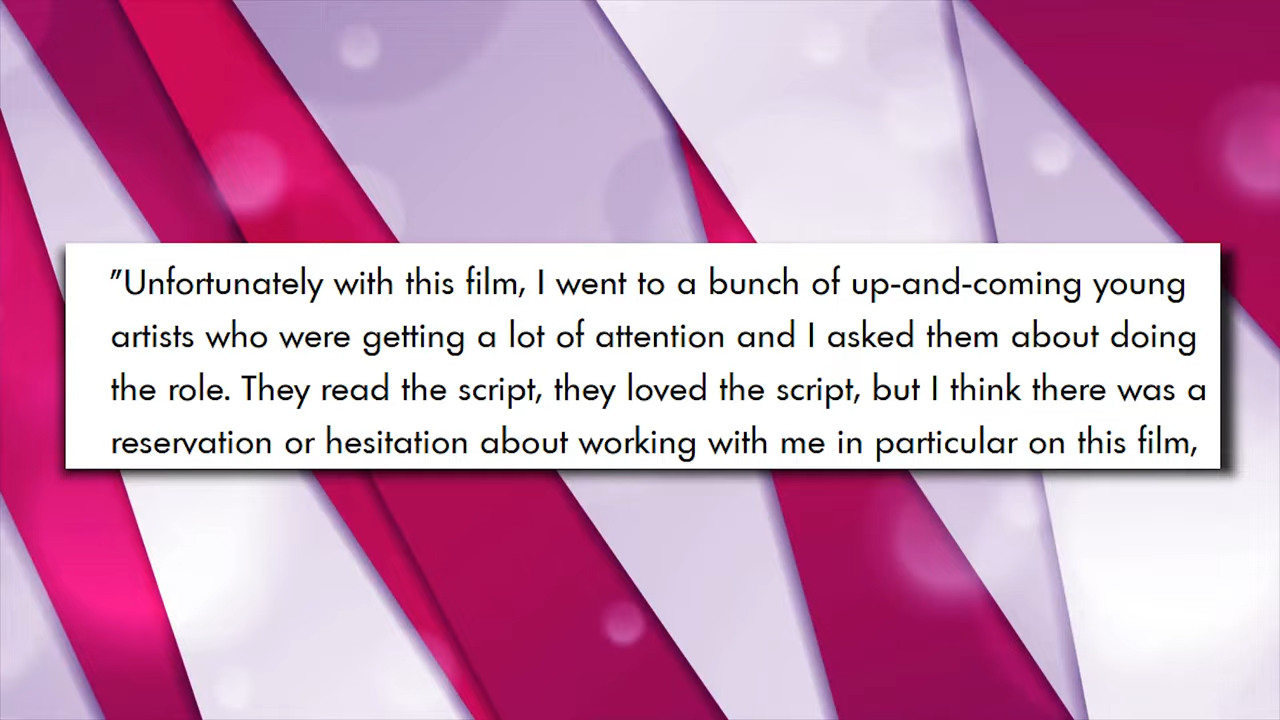 "Unfortunately with this film, I went to a bunch of up-and-coming young
artists who were getting a lot of attention and I asked them about doing
the role. They read the script, they loved the script, but I think there was a
reservation or hesitation about working with me in particular on this film,